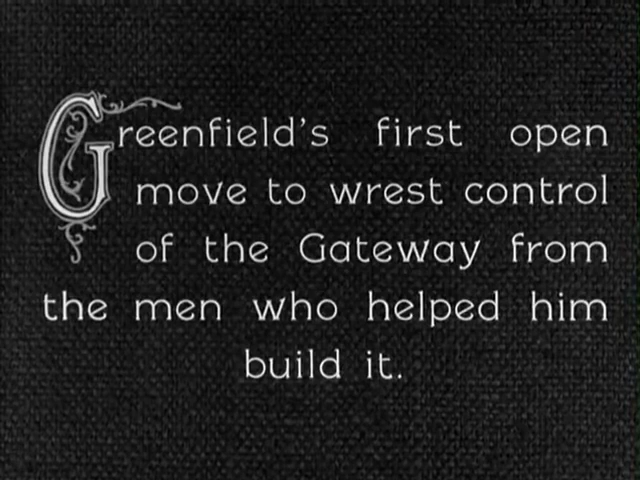 Greenfield's first open
move to wrest control
of the Gateway from
the men who helped him
build it.